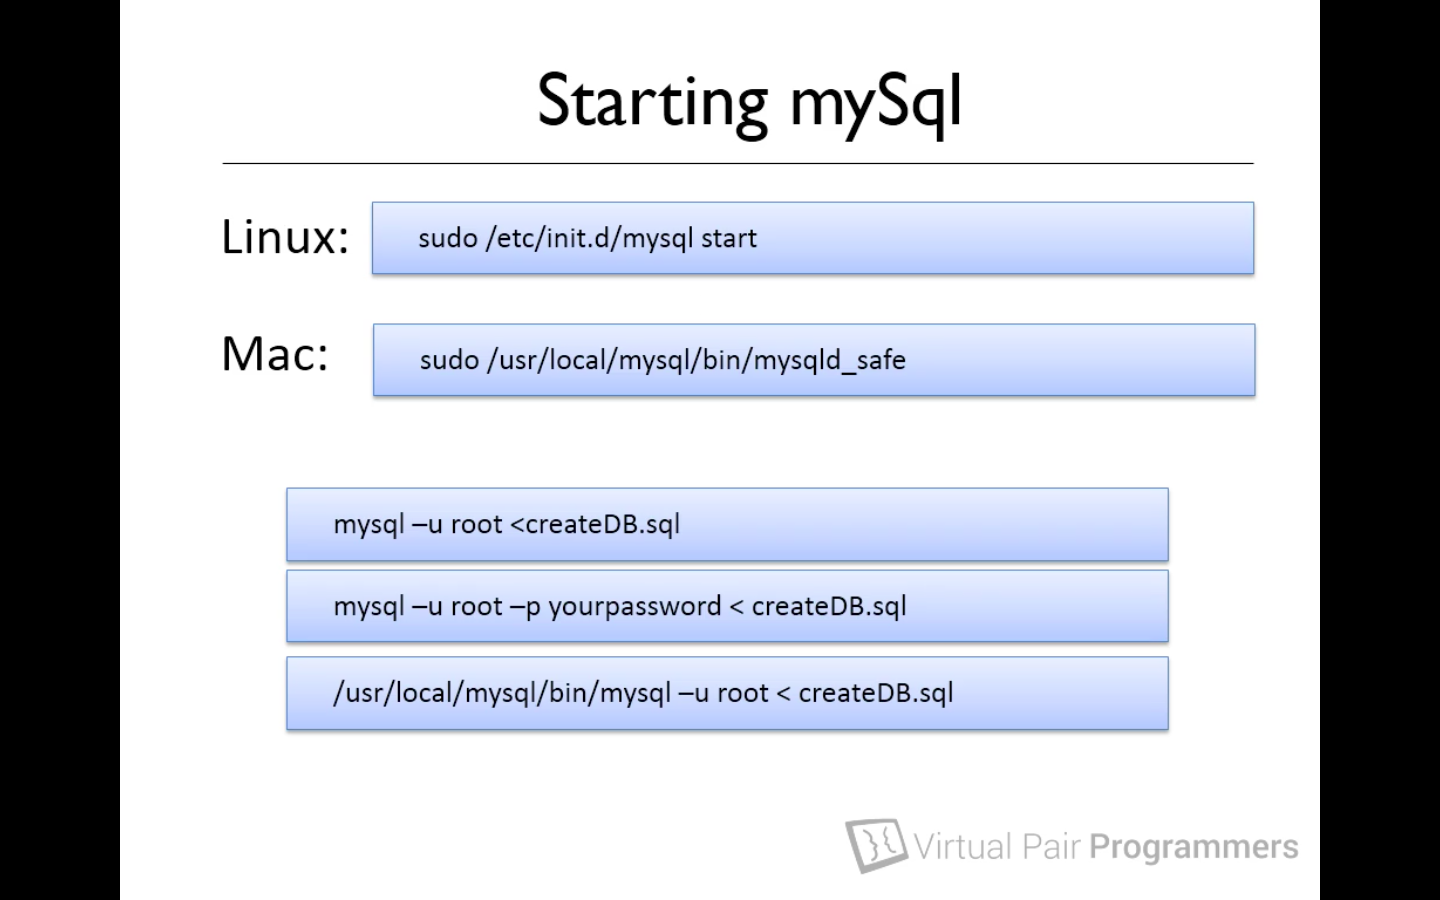 Starting mySql
Linux:
sudo /etc/init.d/mysql start
Mac:
sudo /usr/local/mysql/bin/mysqld_safe
mysql –u root <createDB.sql
mysql –u root –p yourpassword < createDB.sql
/usr/local/mysql/bin/mysql –u root < createDB.sql
Virtual Pair Programmers